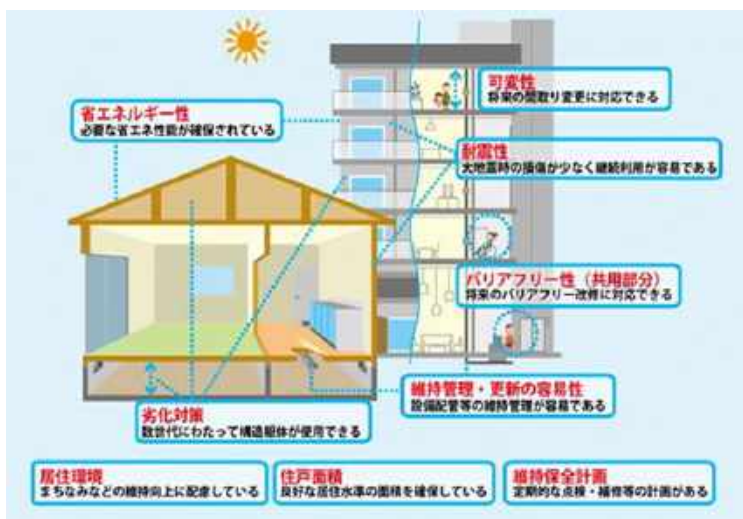 可変性
将来の間取り変更に対応できる
省エネルギー性
必要な省エネ性能が確保されている
耐震性
大地震時の損傷が少なく継続利用が容易である
バリアフリー性（共用部分）
将来のバリアフリー改修に対応できる
維持管理・更新の容易性
設備配管等の維持管理が容易である
劣化対策
数世代にわたって構造躯体が使用できる
居住環境
まちなみなどの維持向上に配慮している
住戸面積
良好な居住水準の面積を確保している
維持保全計画
定期的な点検・補修等の計画がある